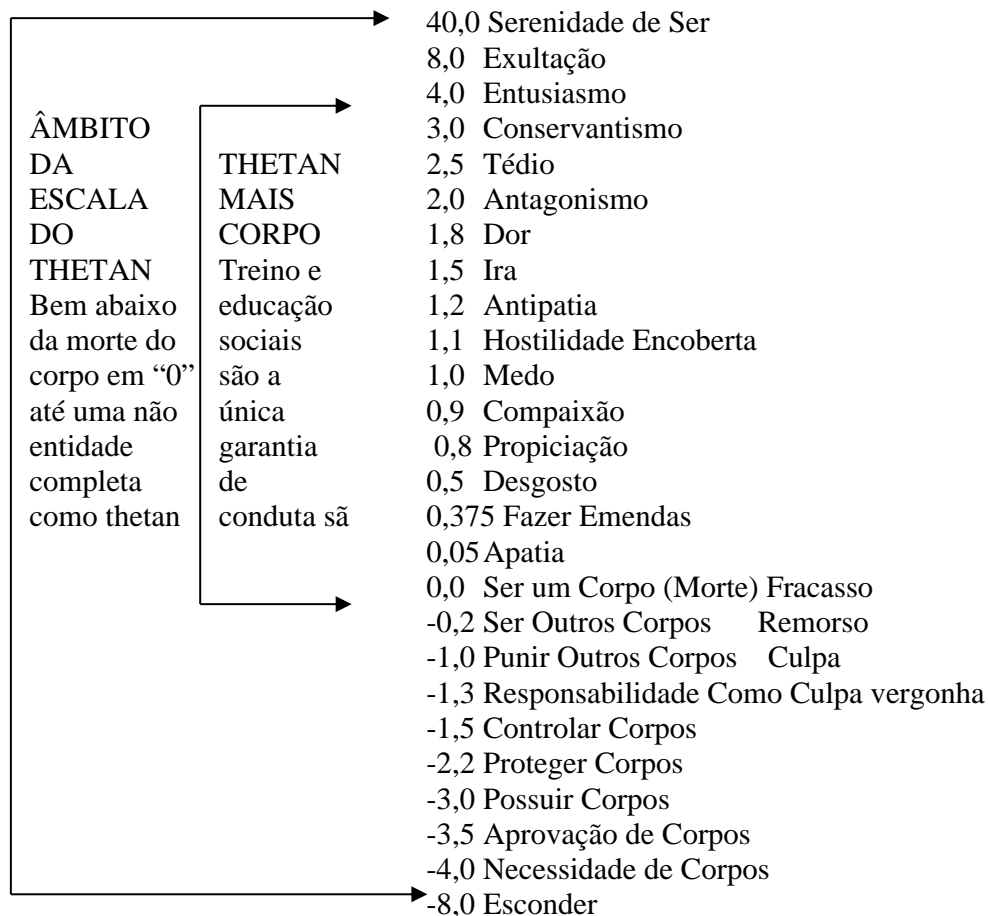 40,0 Serenidade de Ser
8,0 Exultação
4,0 Entusiasmo
ÂMBITO 3,0 Conservantismo
DA THETAN 2,5 Tédio
ESCALA MAIS 2,0 Antagonismo
DO CORPO 1,8 Dor
THETAN Treino e 1,5 Ira
Bem abaixo educação 1,2 Antipatia
da morte do sociais 1,1 Hostilidade Encoberta
corpo em “0” são a 1,0 Medo
até uma não única 0,9 Compaixão
entidade garantia 0,8 Propiciação
completa de 0,5 Desgosto
como thetan conduta sã 0,375 Fazer Emendas
0,05 Apatia
0,0 Ser um Corpo (Morte) Fracasso
-0,2 Ser Outros Corpos Remorso
-1,0 Punir Outros Corpos Culpa
-1,3 Responsabilidade Como Culpa vergonha
-1,5 Controlar Corpos
-2,2 Proteger Corpos
-3,0 Possuir Corpos
-3,5 Aprovação de Corpos
-4,0 Necessidade de Corpos
-8,0 Esconder